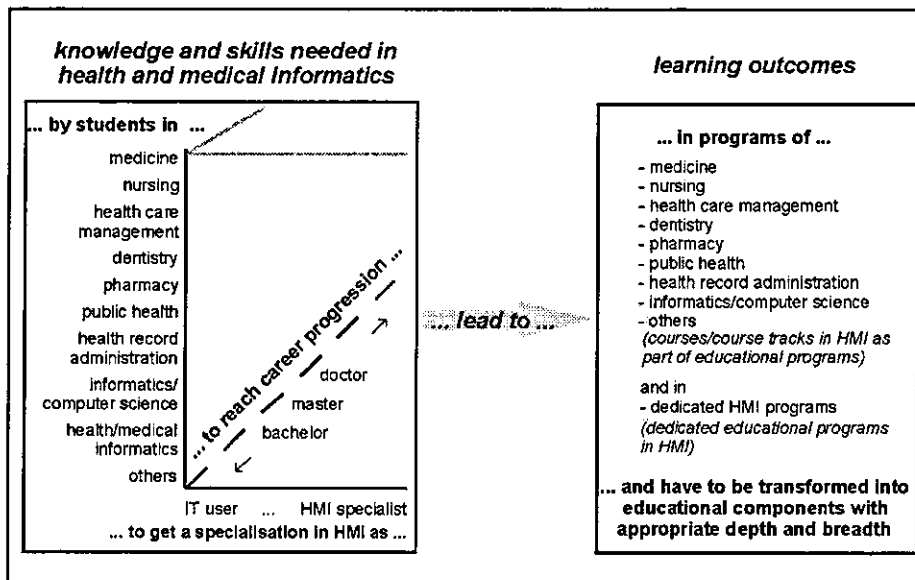 knowledge and skills needed in
health and medical Informatics
... by students in ...
medicine
nursing
health care
management
dentistry
pharmacy
public health
health record
administration
informatics/
computer science
health/medical
informatics
others
... to reach career progression ...
doctor
master
bachelor
IT user ... HMI specialist
... to get a specialisation in HMI as ...
... lead to ...
learning outcomes
... in programs of ...
- medicine
- nursing
- health care management
- dentistry
- pharmacy
- public health
- health record administration
- informatics/computer science
- others
(courses/course tracks in HMI as
part of educational programs)
and in
- dedicated HMI programs
(dedicated educational programs
in HMI)
... and have to be transformed into
educational components with
appropriate depth and breadth